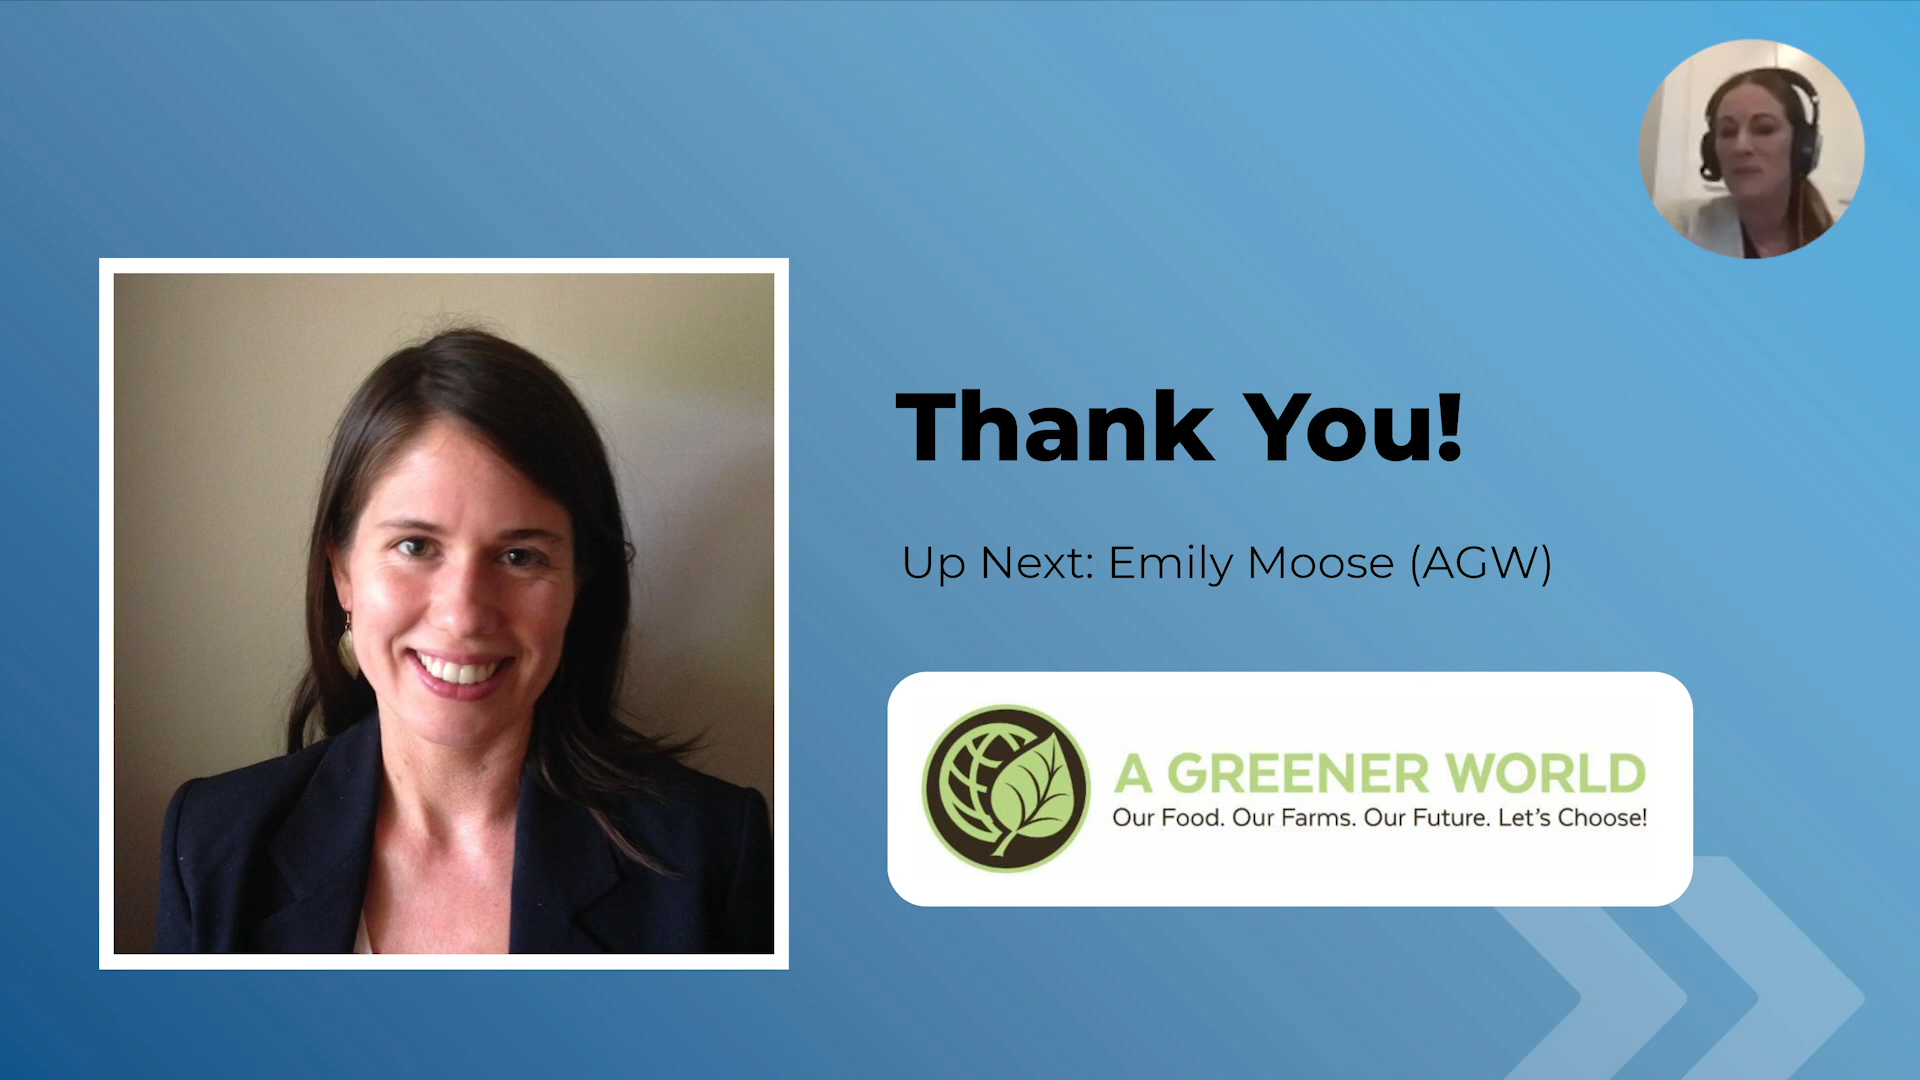 Thank You!
Up Next: Emily Moose (AGW)
A GREENER WORLD
Our Food. Our Farms. Our Future. Let's Choose!